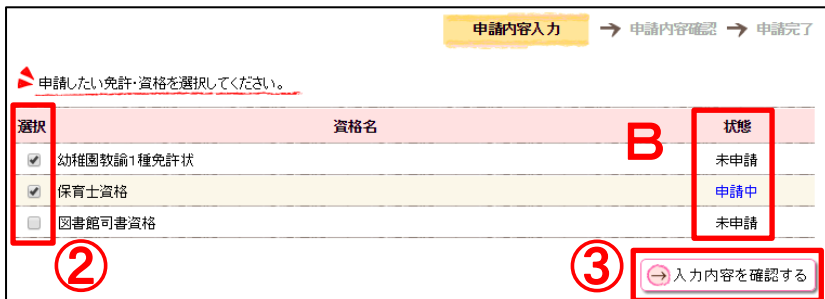 申請内容入力 → 申請内容確認 → 申請完了
申請したい免許・資格を選択してください。
選択 資格名 状態
B
幼稚園教諭1種免許状 未申請
保育士資格 申請中
図書館司書資格 未申請
② ③ 入力内容を確認する